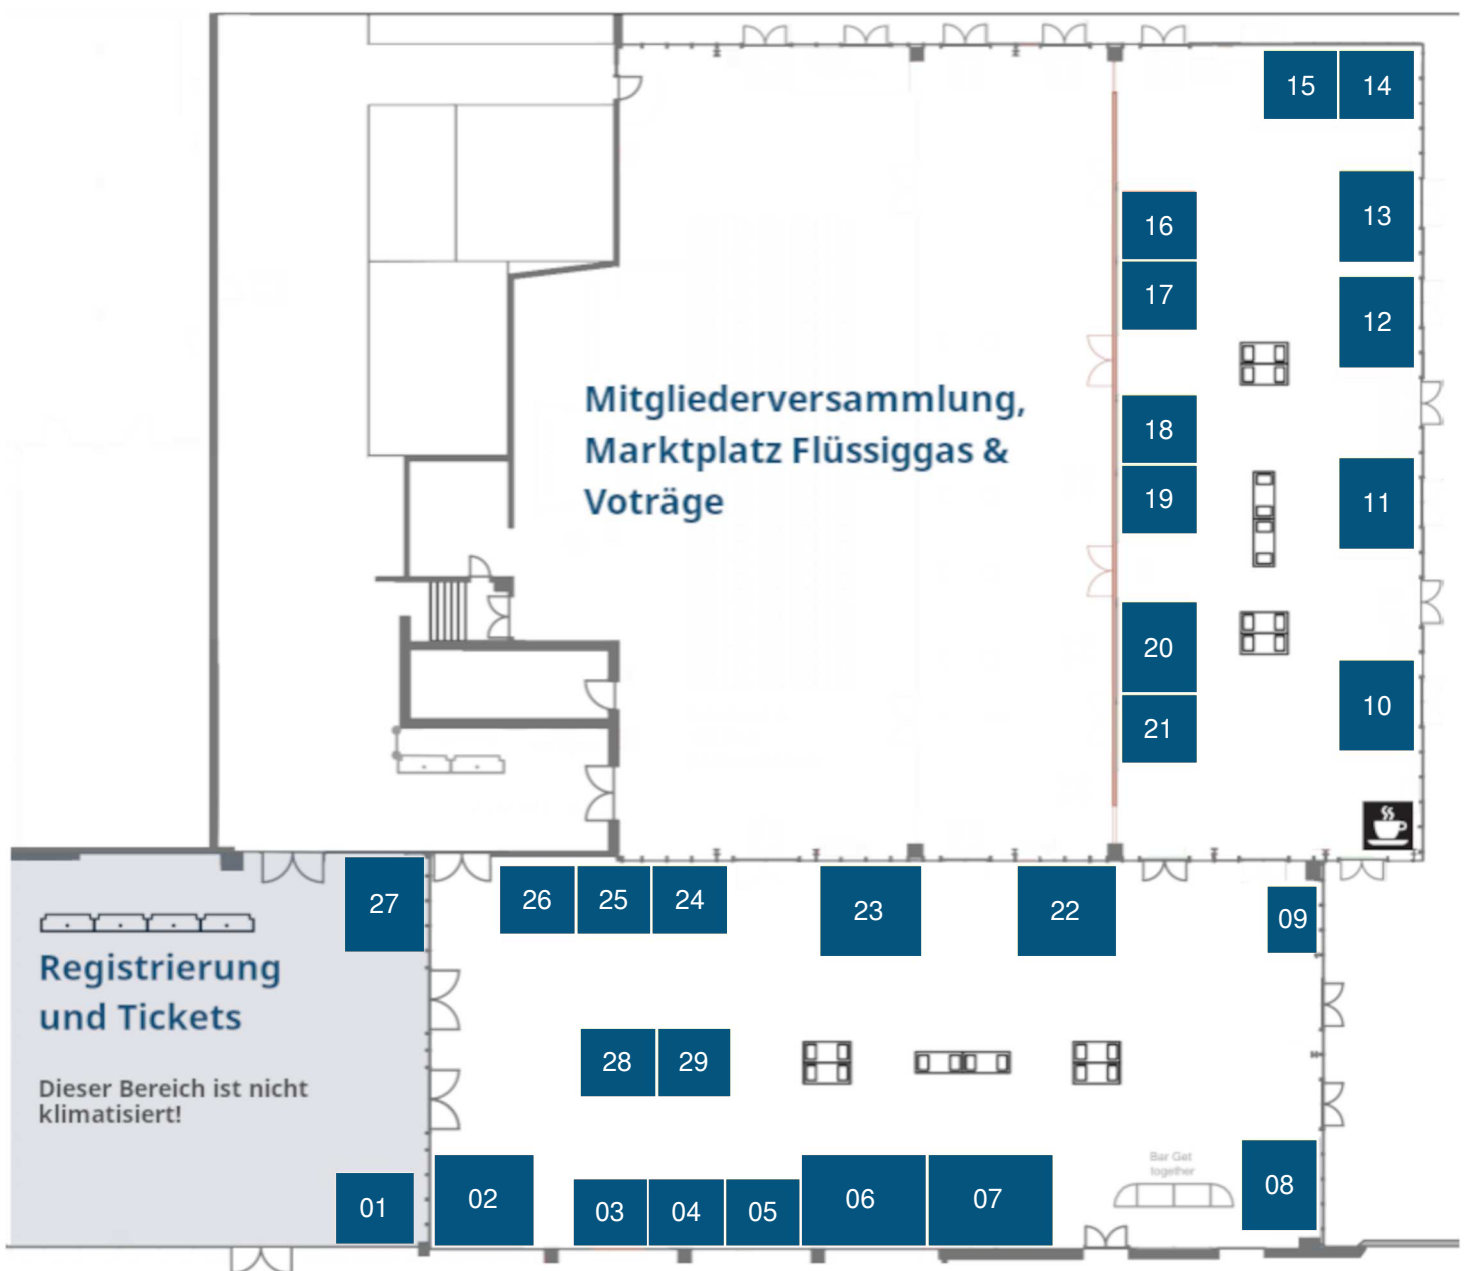 15 14
13
16
17
12
Mitgliederversammlung,
Marktplatz Flüssiggas &
Voträge
18
19
11
20
21
10
27
26 25 24
23
22
09
Registrierung
und Tickets
Dieser Bereich ist nicht
klimatisiert!
28 29
Bar Get
together
01
02
03 04 05
06
07
08